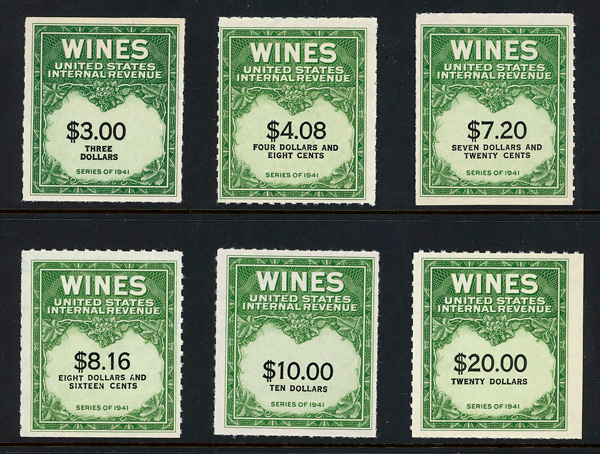 WINES
UNITED STATES
INTERNAL REVENUE
$3.00
THREE
DOLLARS
SERIES OF 1941
WINES
UNITED STATES
INTERNAL REVENUE
$4.08
FOUR DOLLARS AND
EIGHT CENTS
SERIES OF 1941
WINES
UNITED STATES
INTERNAL REVENUE
$7.20
SEVEN DOLLARS AND
TWENTY CENTS
SERIES OF 1941
WINES
UNITED STATES
INTERNAL REVENUE
$8.16
EIGHT DOLLARS AND
SIXTEEN CENTS
SERIES OF 1941
WINES
UNITED STATES
INTERNAL REVENUE
$10.00
TEN DOLLARS
SERIES OF 1941
WINES
UNITED STATES
INTERNAL REVENUE
$20.00
TWENTY DOLLARS
SERIES OF 1941